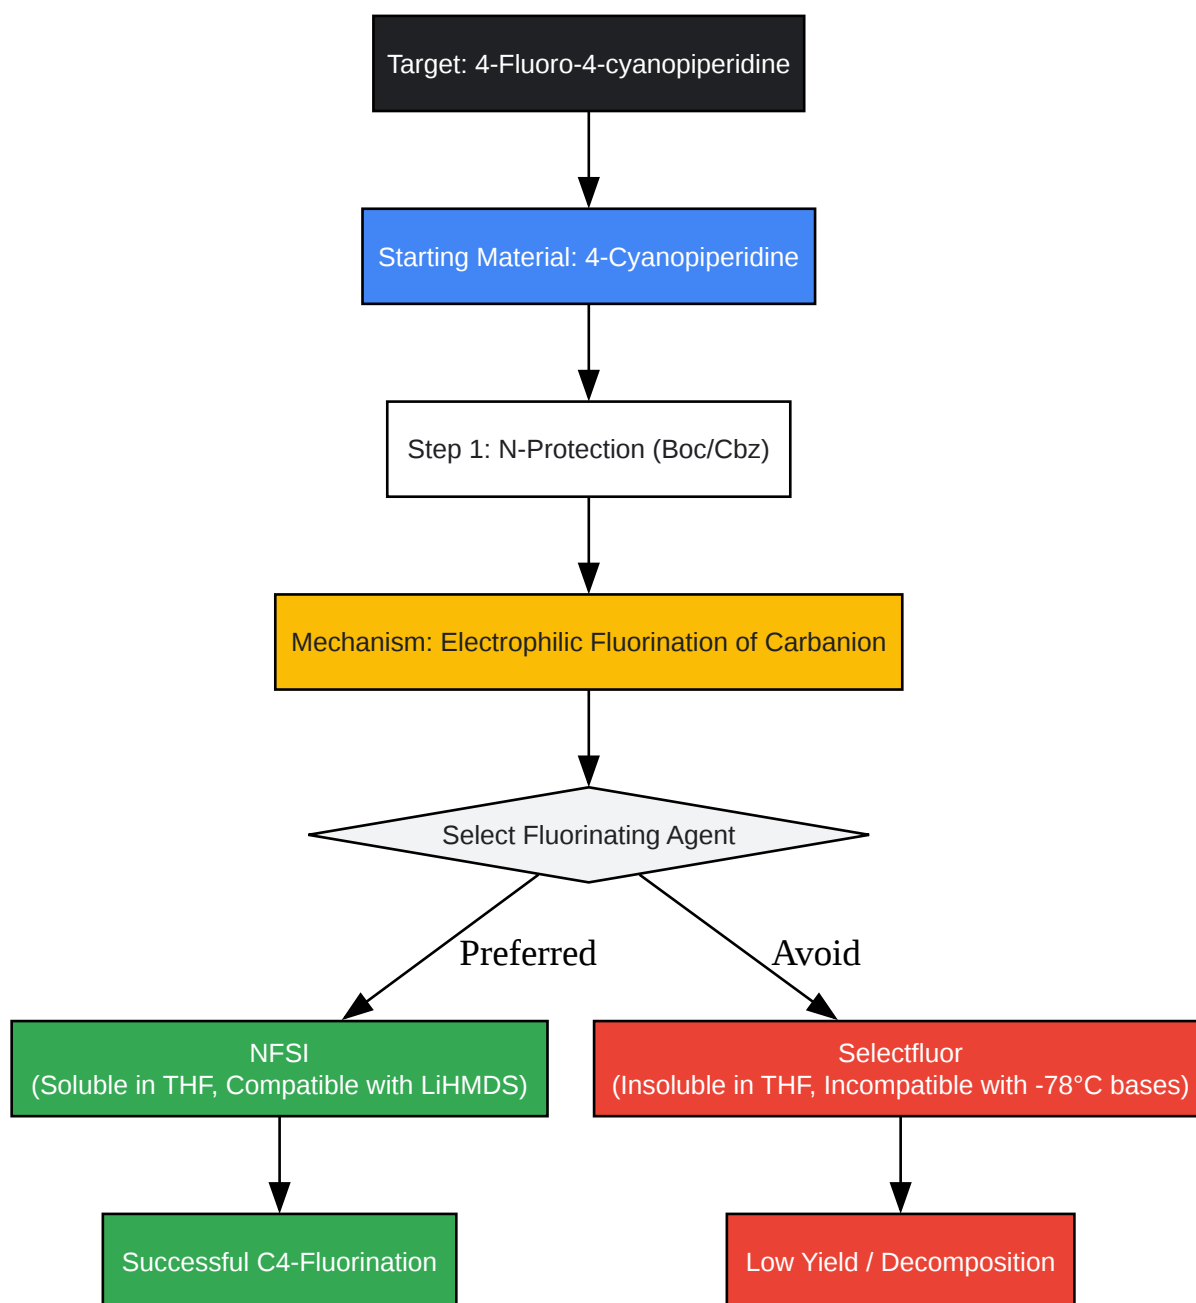 Target: 4-Fluoro-4-cyanopiperidine
Starting Material: 4-Cyanopiperidine
Step 1: N-Protection (Boc/Cbz)
Mechanism: Electrophilic Fluorination of Carbanion
Select Fluorinating Agent
Preferred
Avoid
NFSI
(Soluble in THF, Compatible with LiHMDS)
Selectfluor
(Insoluble in THF, Incompatible with -78°C bases)
Successful C4-Fluorination
Low Yield / Decomposition